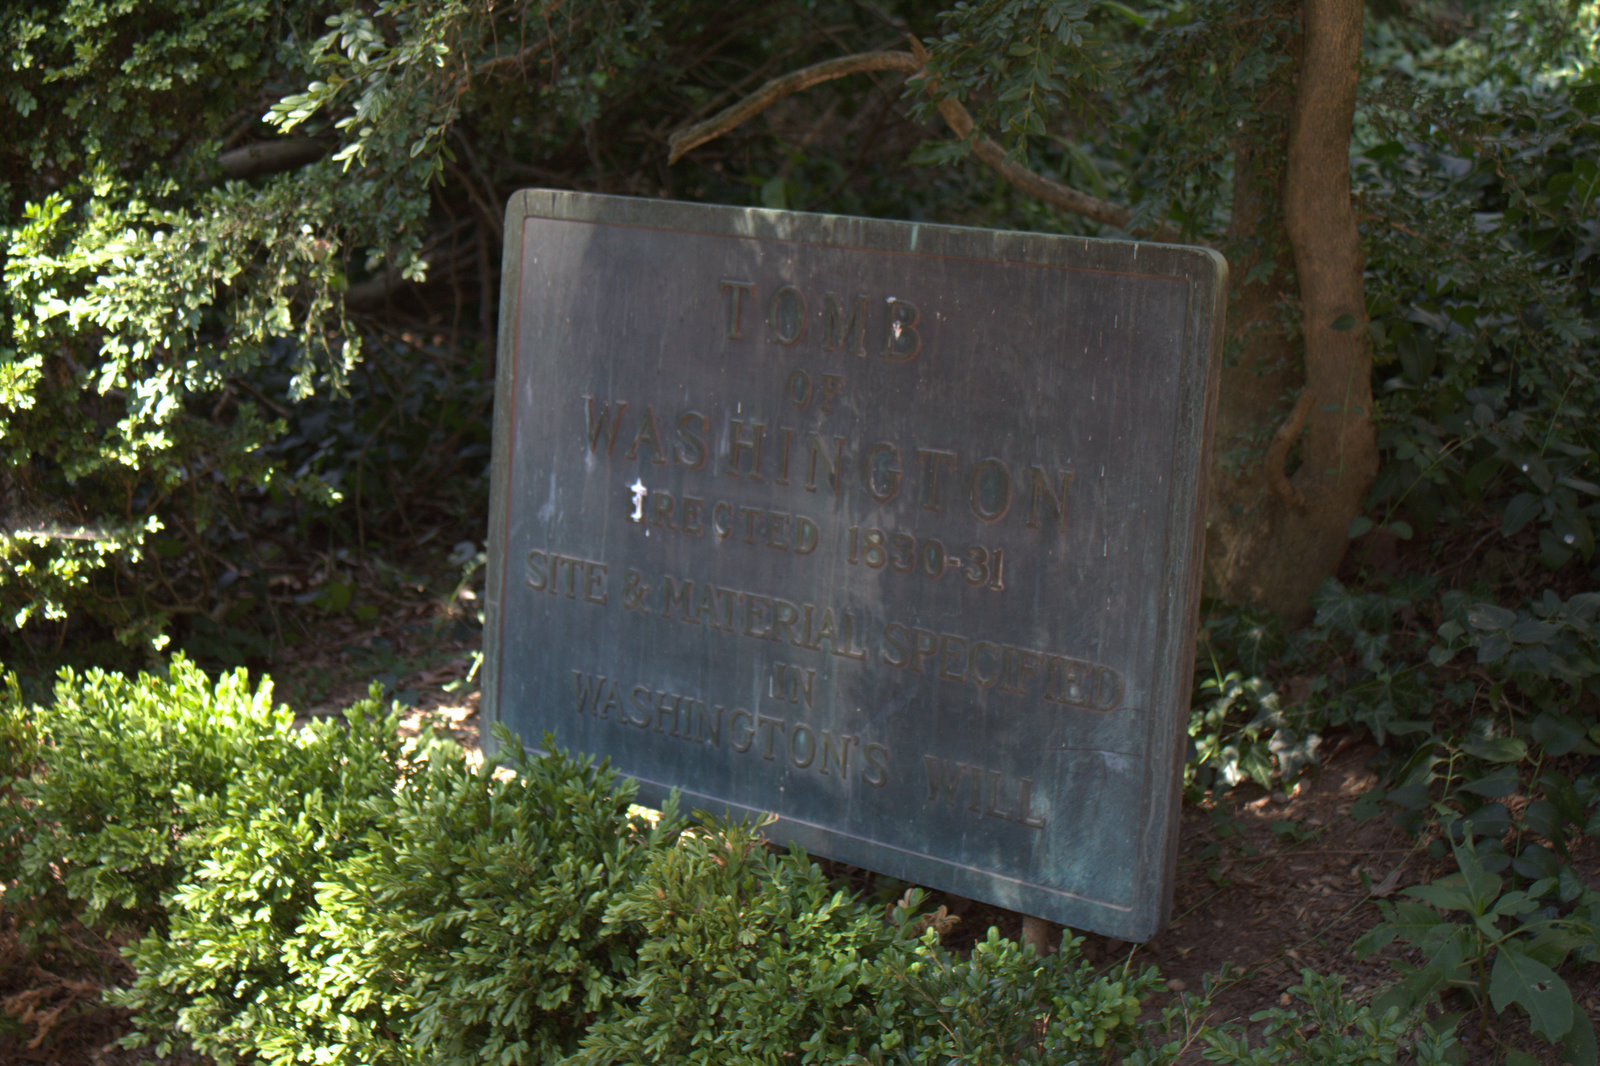 TOMB
OF
WASHINGTON
ERECTED 1830-31
SITE & MATERIAL SPECIFIED
IN
WASHINGTON'S WILL